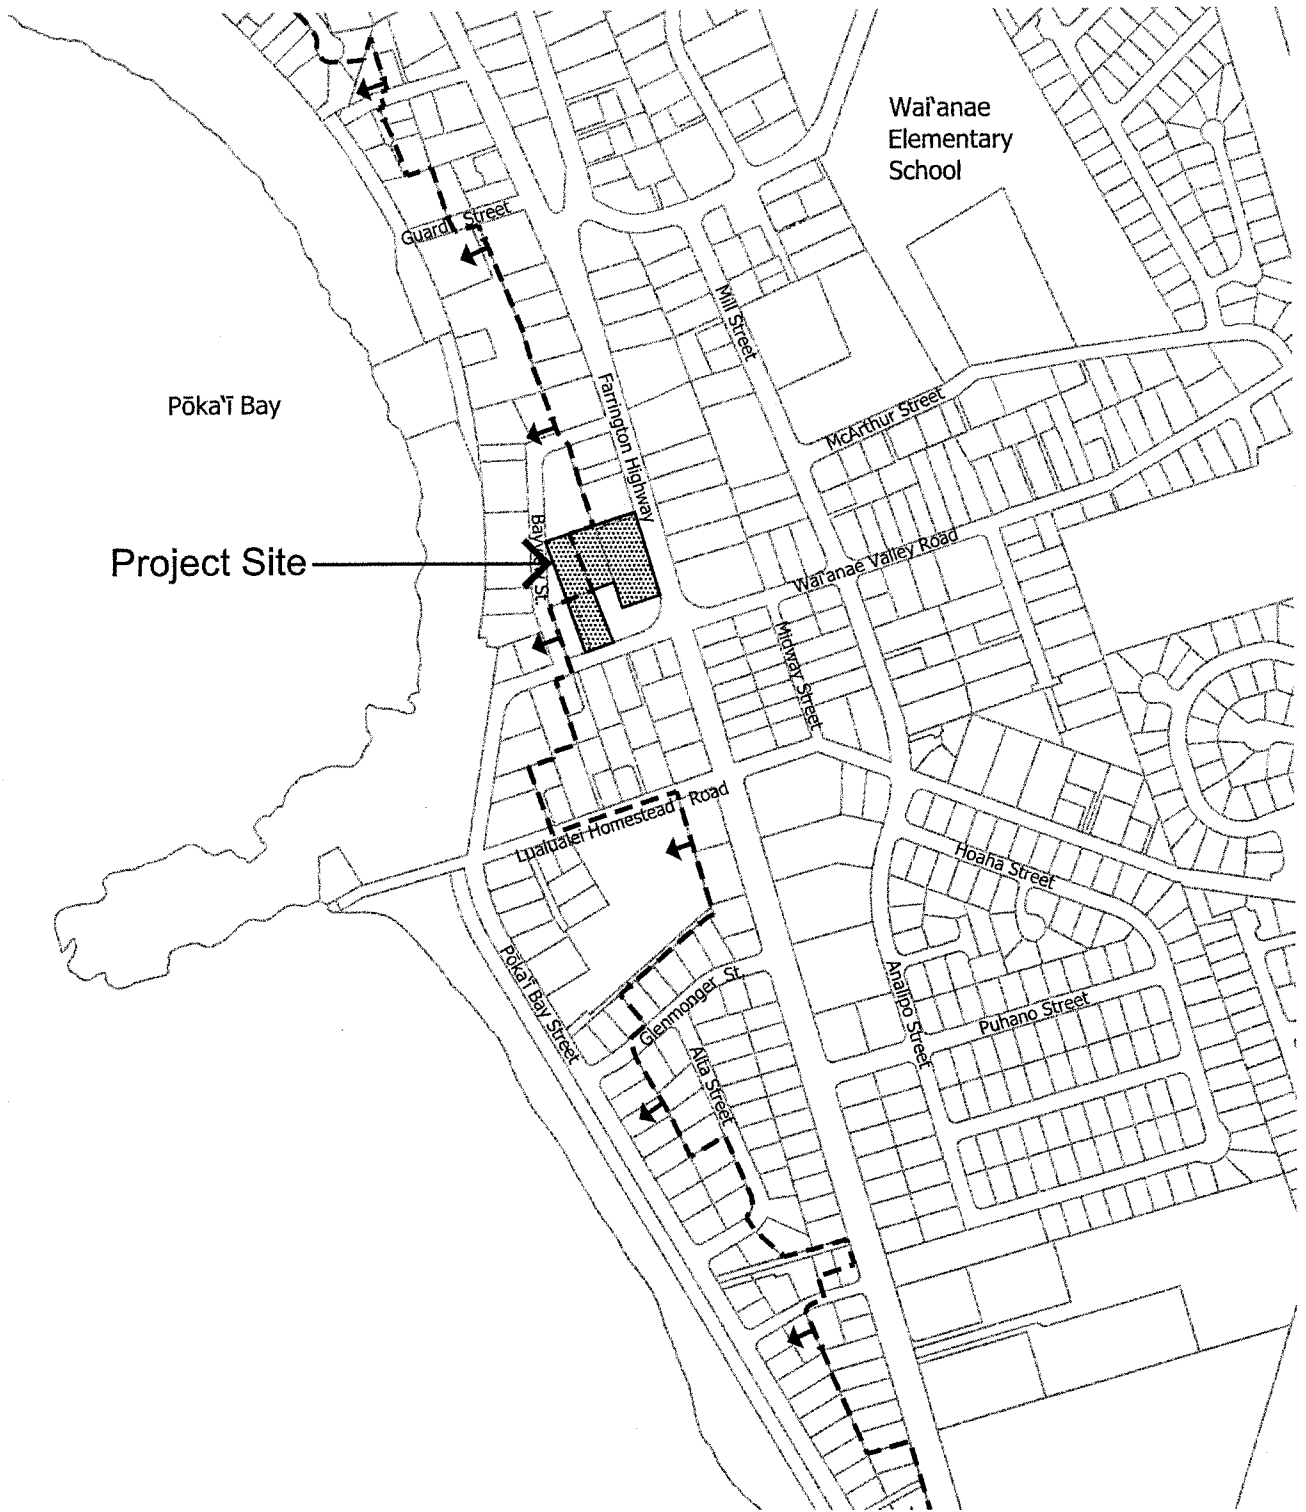 Wai'anae
Elementary
School
Guard Street
Mill Street
Pōka'ī Bay
Farrington Highway
McArthur Street
Project Site
Wai'anae Valley Road
Midway Street
Lualualei Homestead Road
Hoaha Street
Pōka'ī Bay Street
Glenmonger St.
Analipo Street
Puhano Street
Alta Street